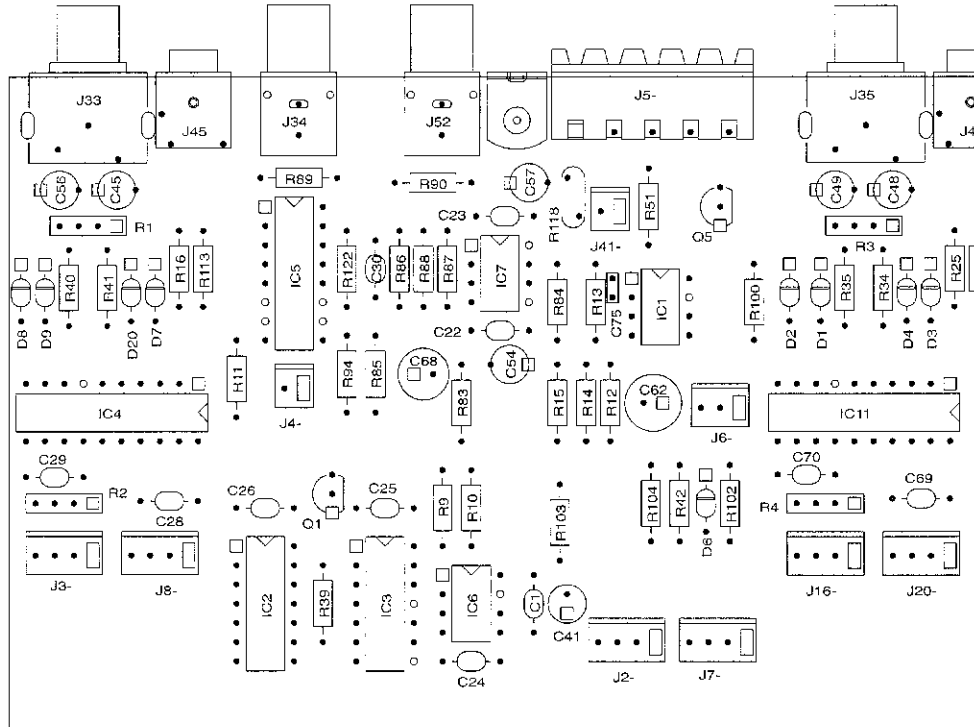 J33
J45
J34
J52
J5-
J35
J4
C56
C45
R89
R90
C57
R118
J41-
R51
Q5
C49
C48
R1
R3
C23
R40
R41
R16
R113
IC5
R122
C30
R86
R88
R87
IC7
R84
R13
C75
IC1
R100
R35
R34
R25
D8
D9
D20
D7
D2
D1
D4
D3
C22
C54
R11
R94
R85
C68
R83
R15
R14
R12
C62
IC4
J4-
J6-
IC11
C29
R2
C28
C26
Q1
C25
R9
R10
R103
R104
R42
D6
R102
C70
R4
C69
J3-
J8-
IC2
R39
IC3
IC6
C1
C41
J16-
J20-
C24
J2-
J7-